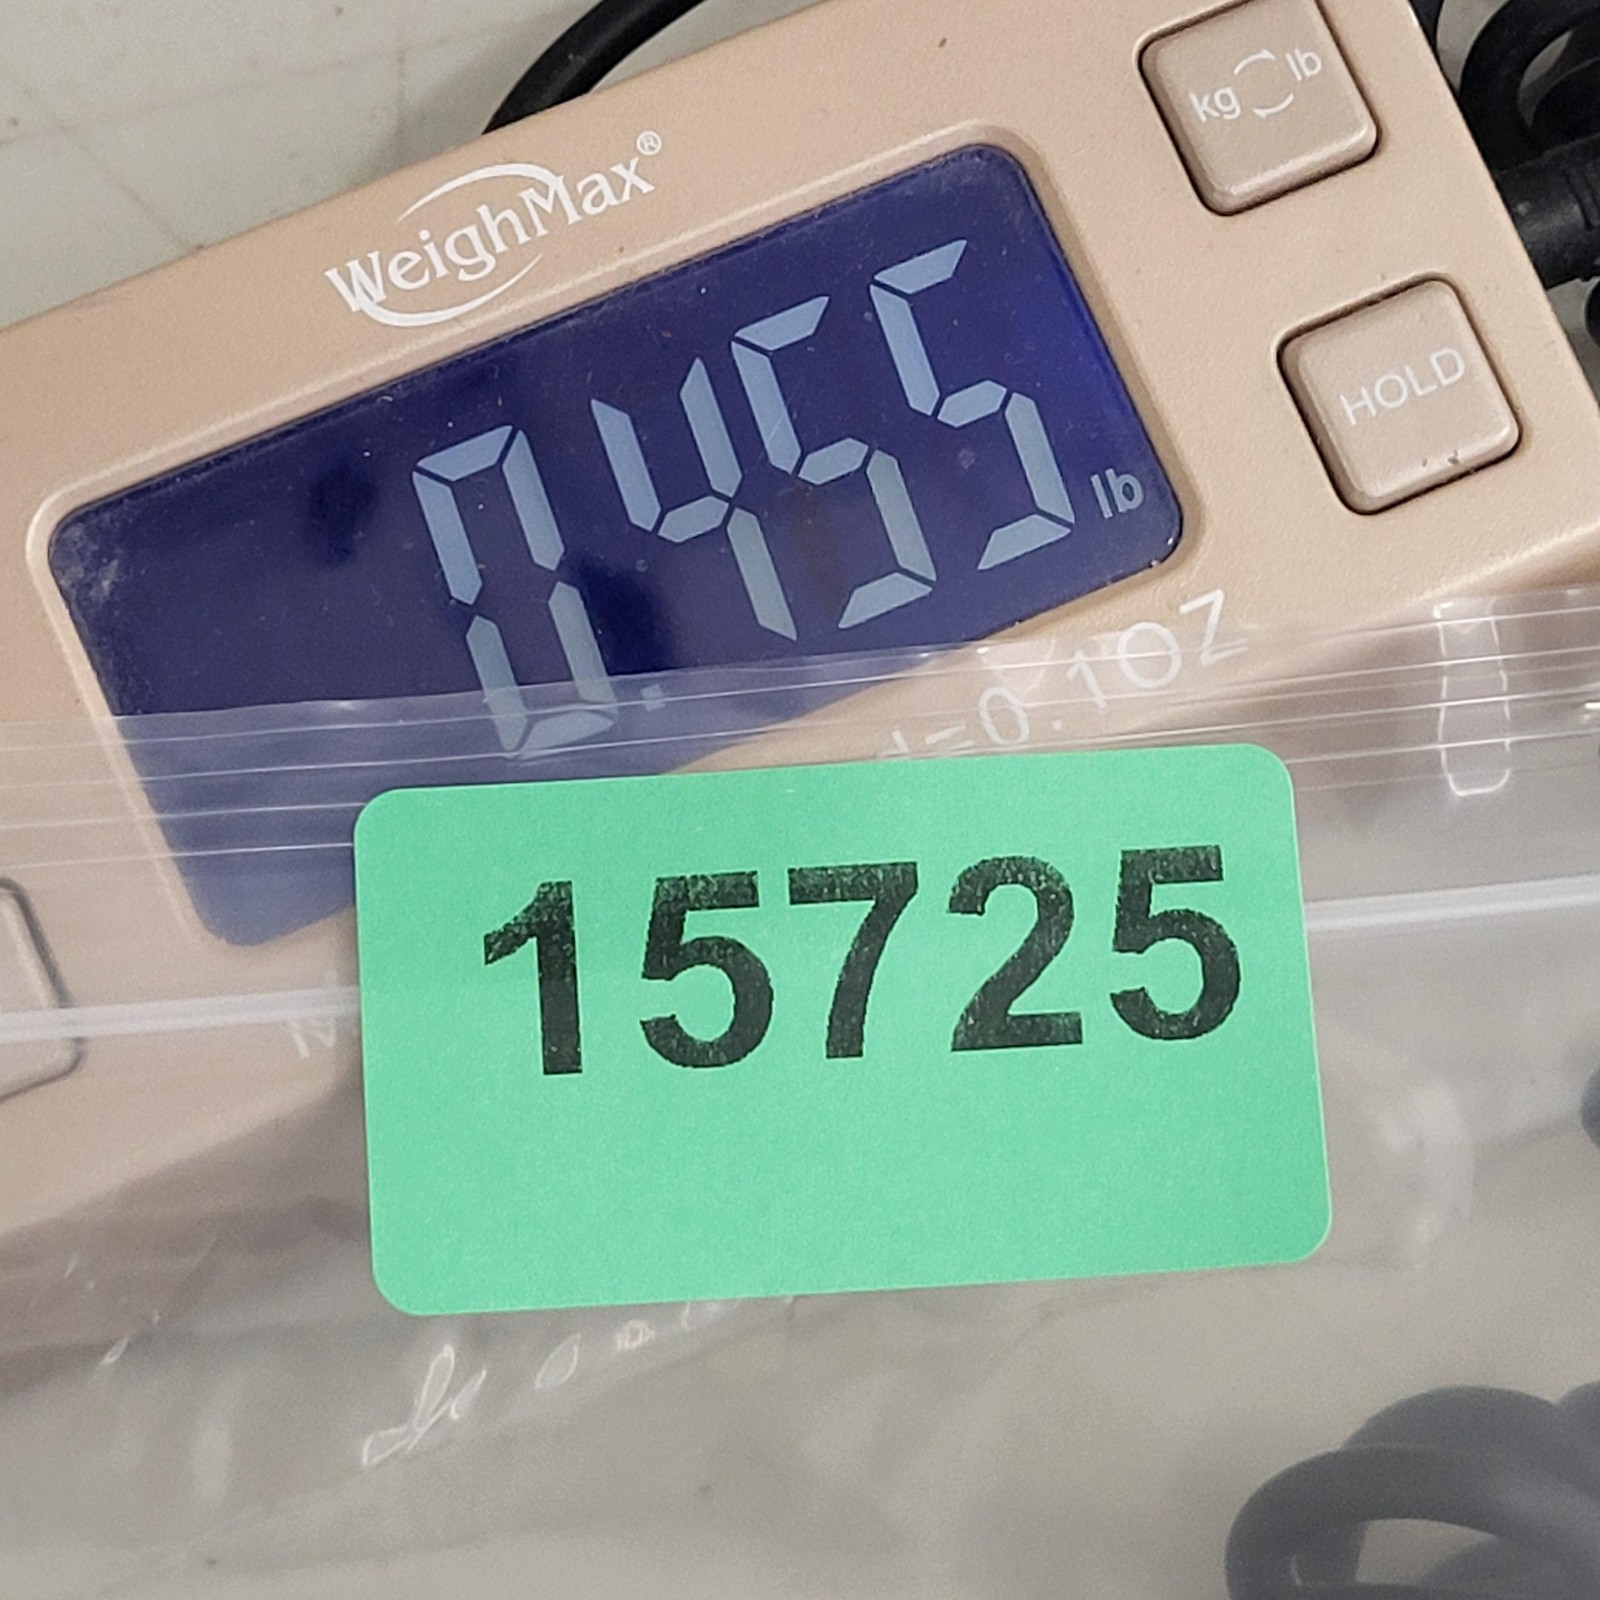 kg lb
WeighMax®
HOLD
0.455 lb
d=0.1OZ
15725